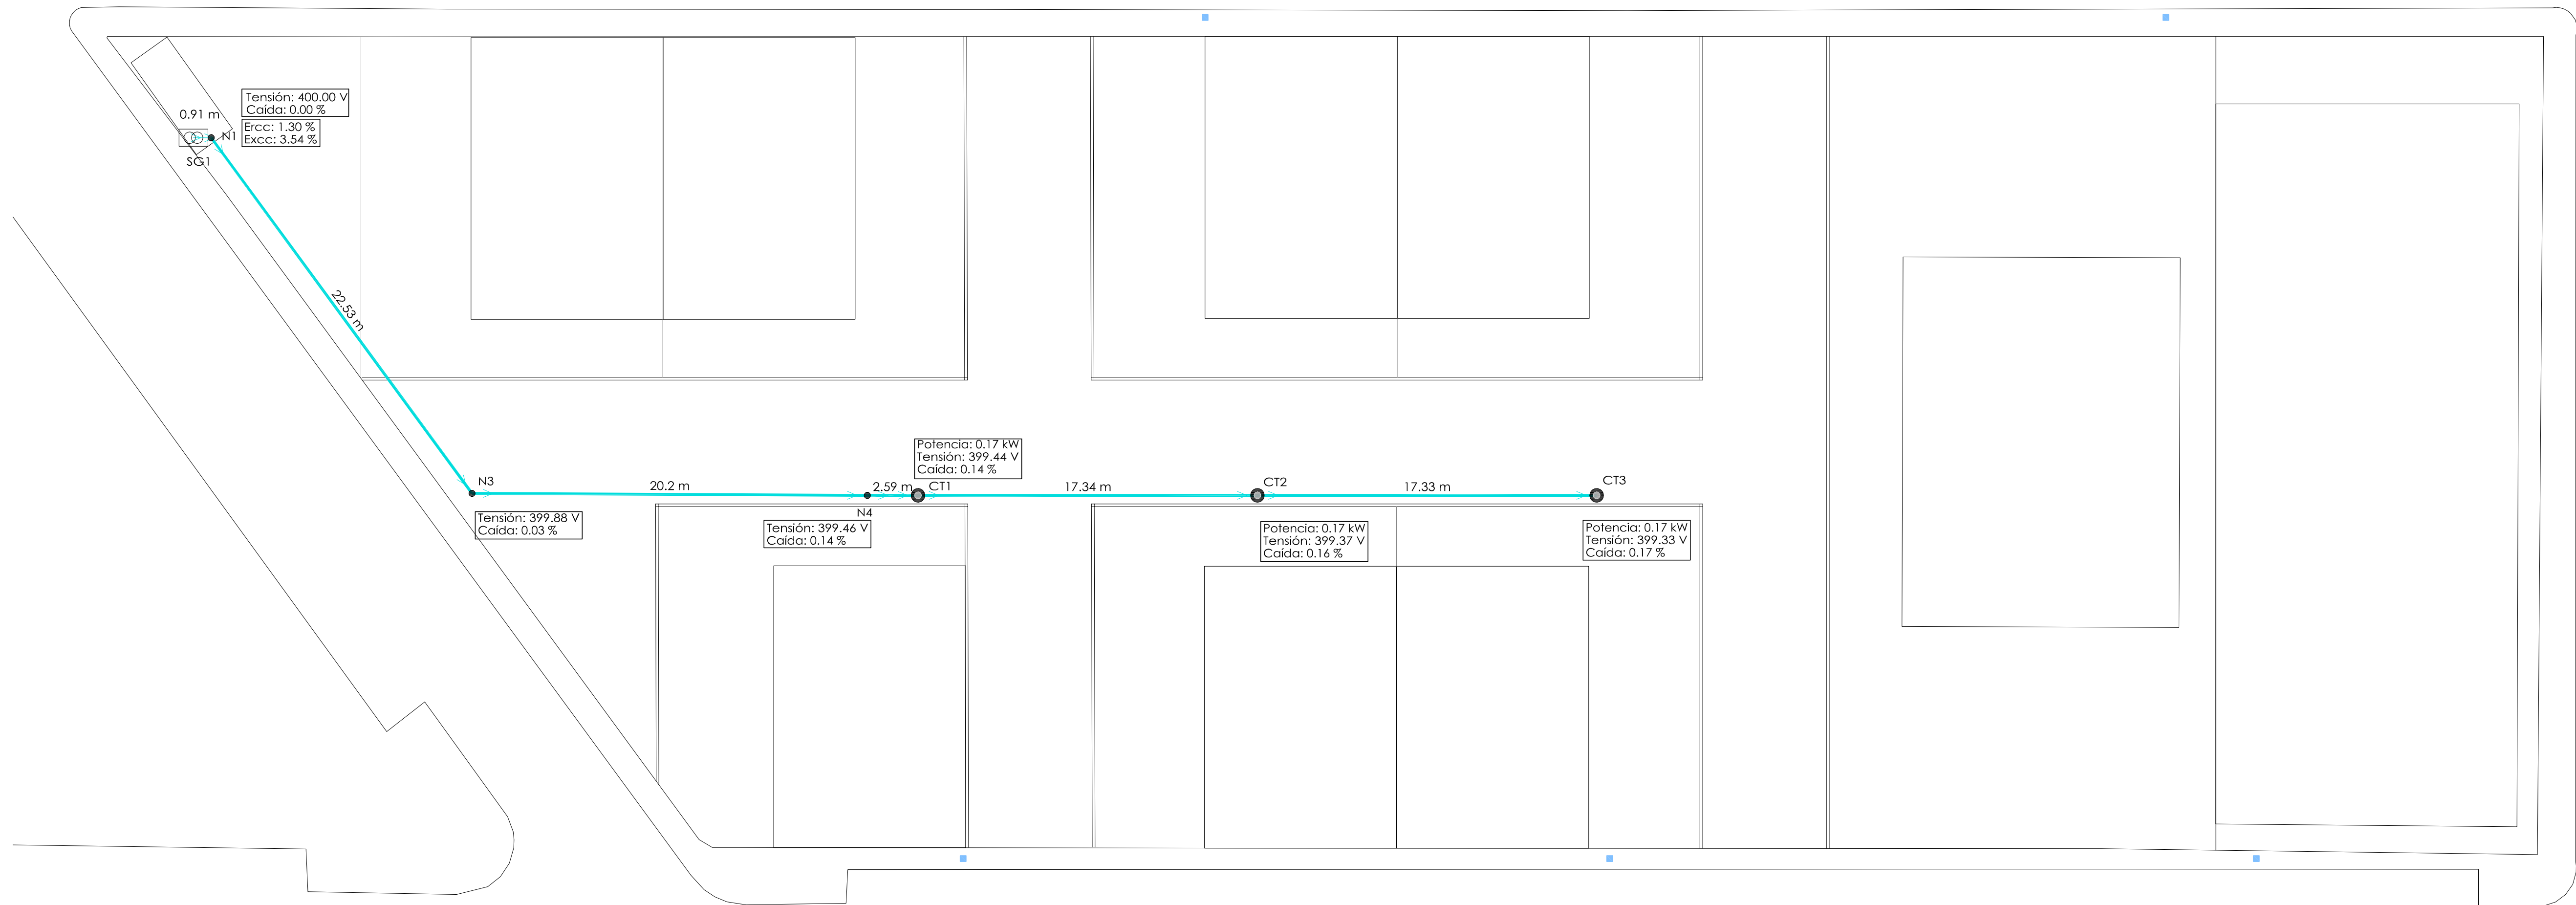 Tensión: 400.00 V
Caída: 0.00 %
0.91 m
Ercc: 1.30 %
Excc: 3.54 %
N1
SG1
22.53 m
Potencia: 0.17 kW
Tensión: 399.44 V
Caída: 0.14 %
N3
20.2 m
2.59 m
CT1
17.34 m
CT2
17.33 m
CT3
N4
Tensión: 399.88 V
Caída: 0.03 %
Tensión: 399.46 V
Caída: 0.14 %
Potencia: 0.17 kW
Tensión: 399.37 V
Caída: 0.16 %
Potencia: 0.17 kW
Tensión: 399.33 V
Caída: 0.17 %